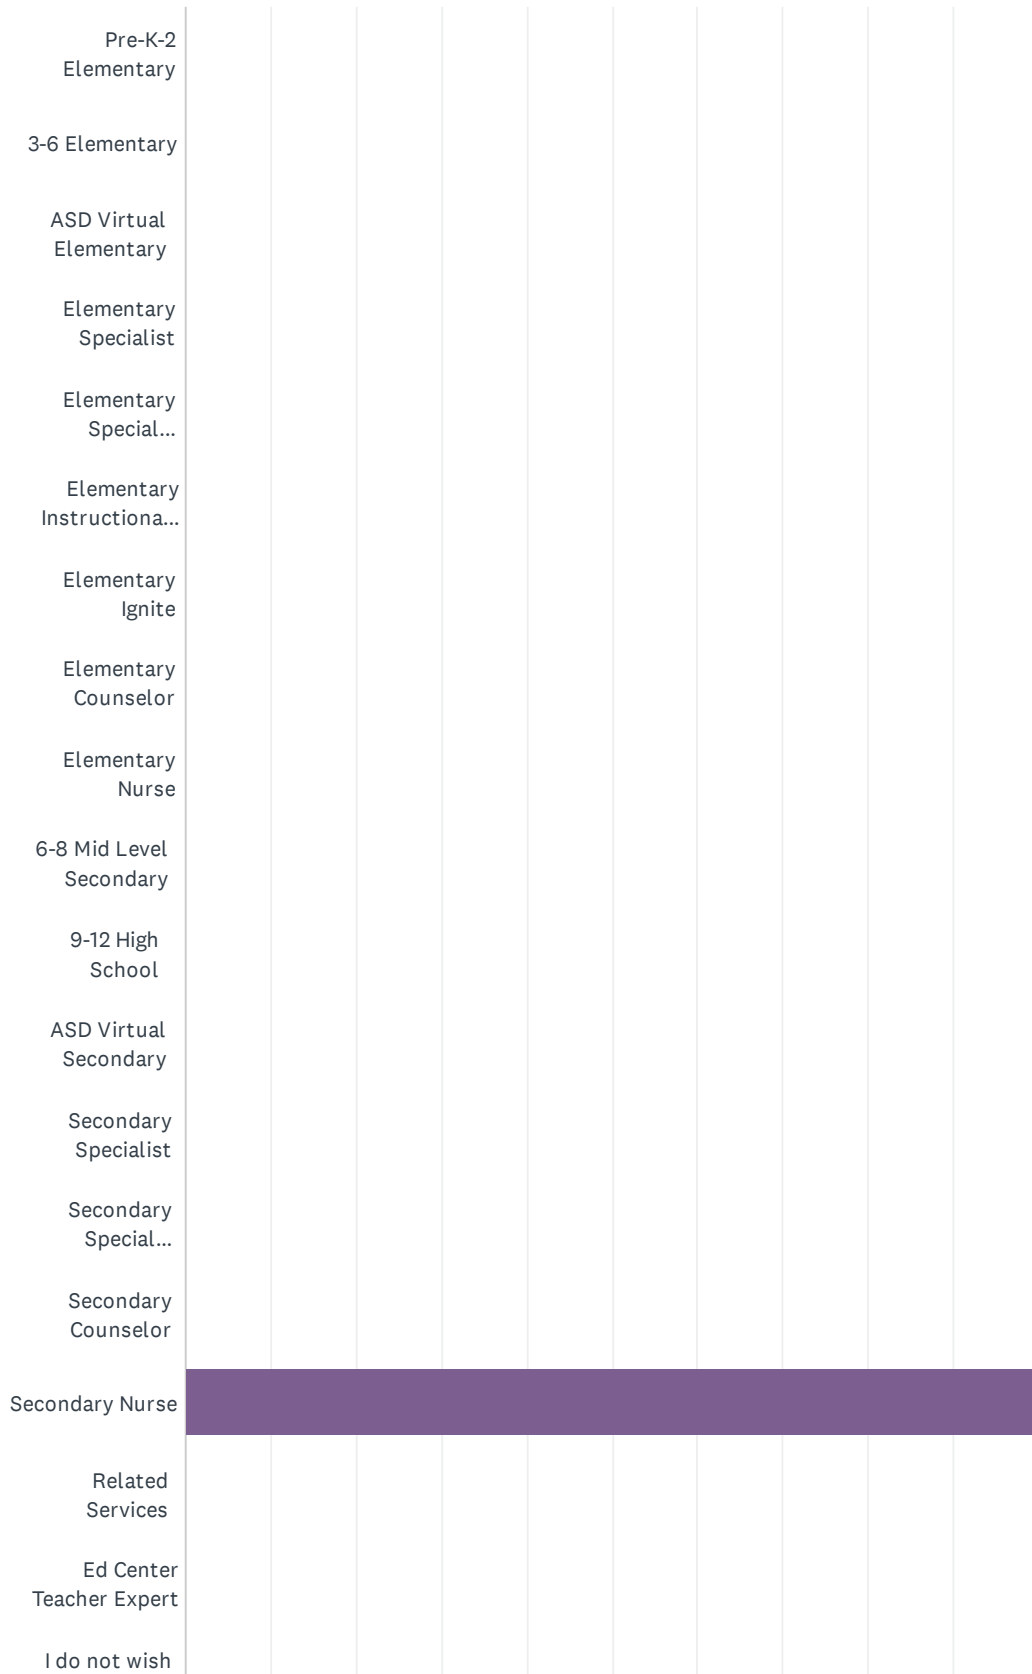 Pre-K-2
Elementary
3-6 Elementary
ASD Virtual
Elementary
Elementary
Specialist
Elementary
Special...
Elementary
Instructiona...
Elementary
Ignite
Elementary
Counselor
Elementary
Nurse
6-8 Mid Level
Secondary
9-12 High
School
ASD Virtual
Secondary
Secondary
Specialist
Secondary
Special...
Secondary
Counselor
Secondary Nurse
Related
Services
Ed Center
Teacher Expert
I do not wish